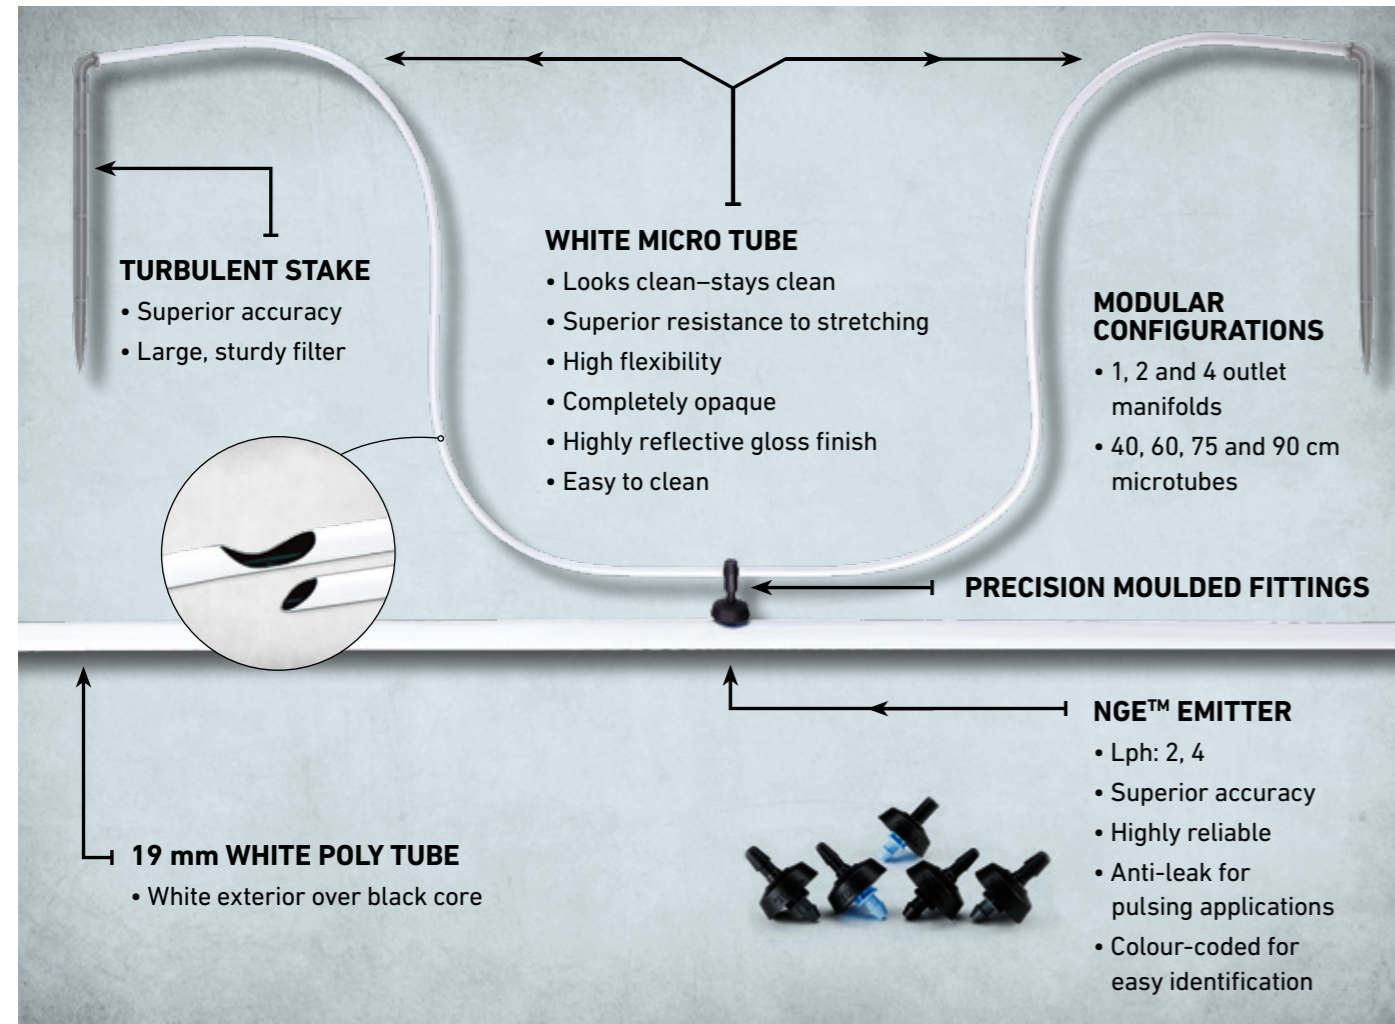 TURBULENT STAKE
• Superior accuracy
• Large, sturdy filter
WHITE MICRO TUBE
• Looks clean–stays clean
• Superior resistance to stretching
• High flexibility
• Completely opaque
• Highly reflective gloss finish
• Easy to clean
MODULAR
CONFIGURATIONS
• 1, 2 and 4 outlet
manifolds
• 40, 60, 75 and 90 cm
microtubes
PRECISION MOULDED FITTINGS
NGE™ EMITTER
• Lph: 2, 4
• Superior accuracy
• Highly reliable
• Anti-leak for
pulsing applications
• Colour-coded for
easy identification
19 mm WHITE POLY TUBE
• White exterior over black core